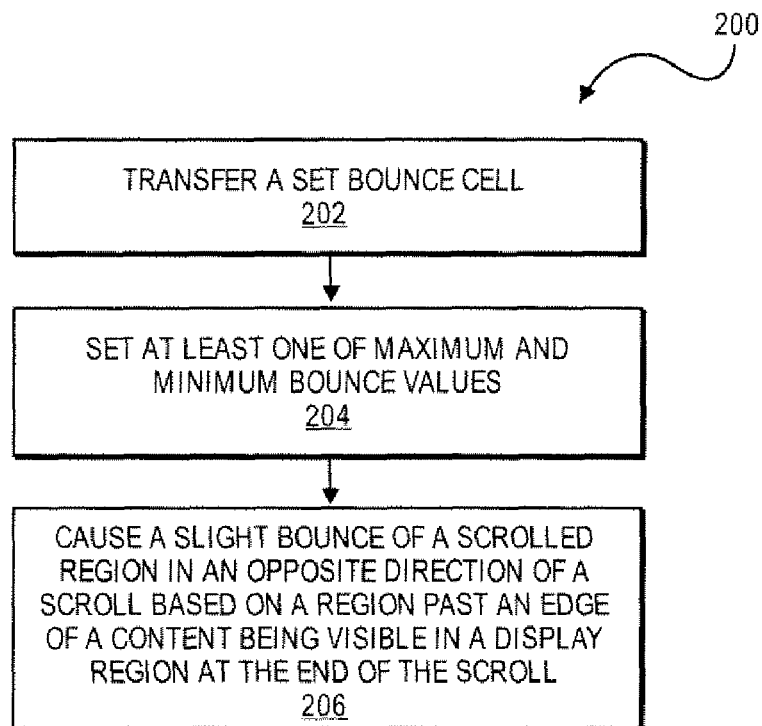 200
TRANSFER A SET BOUNCE CELL
202
SET AT LEAST ONE OF MAXIMUM AND
MINIMUM BOUNCE VALUES
204
CAUSE A SLIGHT BOUNCE OF A SCROLLED
REGION IN AN OPPOSITE DIRECTION OF A
SCROLL BASED ON A REGION PAST AN EDGE
OF A CONTENT BEING VISIBLE IN A DISPLAY
REGION AT THE END OF THE SCROLL
206